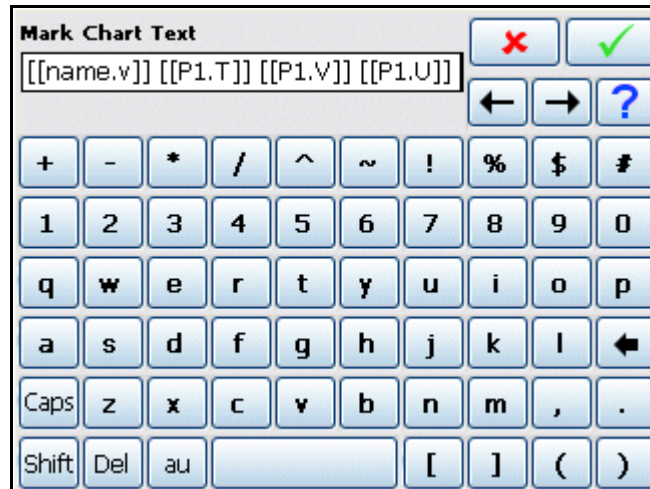 Mark Chart Text
[[name.v]] [[P1.T]] [[P1.V]] [[P1.U]]
?
+ - * / ^ ~ ! % $ #
1 2 3 4 5 6 7 8 9 0
q w e r t y u i o p
a s d f g h j k l
Caps z x c v b n m , .
Shift Del au [ ] ( )